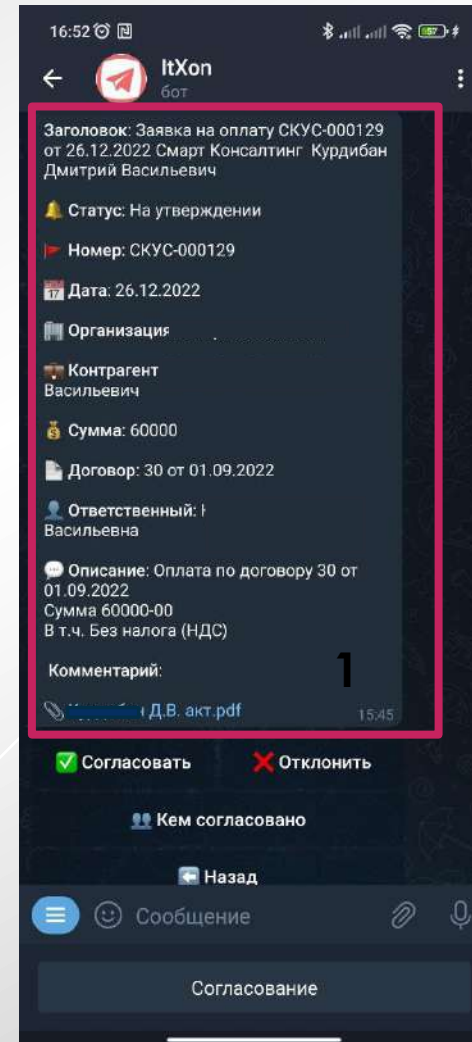 16:52
57
ItXon
бот
Заголовок: Заявка на оплату СКУС-000129
от 26.12.2022 Смарт Консалтинг Курдибан
Дмитрий Васильевич
Статус: На утверждении
Номер: СКУС-000129
17 Дата: 26.12.2022
Организация
Контрагент
Васильевич
Сумма: 60000
Договор: 30 от 01.09.2022
Ответственный:
Васильевна
Описание: Оплата по договору 30 от
01.09.2022
Сумма 60000-00
В т.ч. Без налога (НДС)
Комментарий:
1
Д.В. акт.pdf
15:45
Согласовать
Отклонить
Кем согласовано
Назад
Сообщение
Согласование